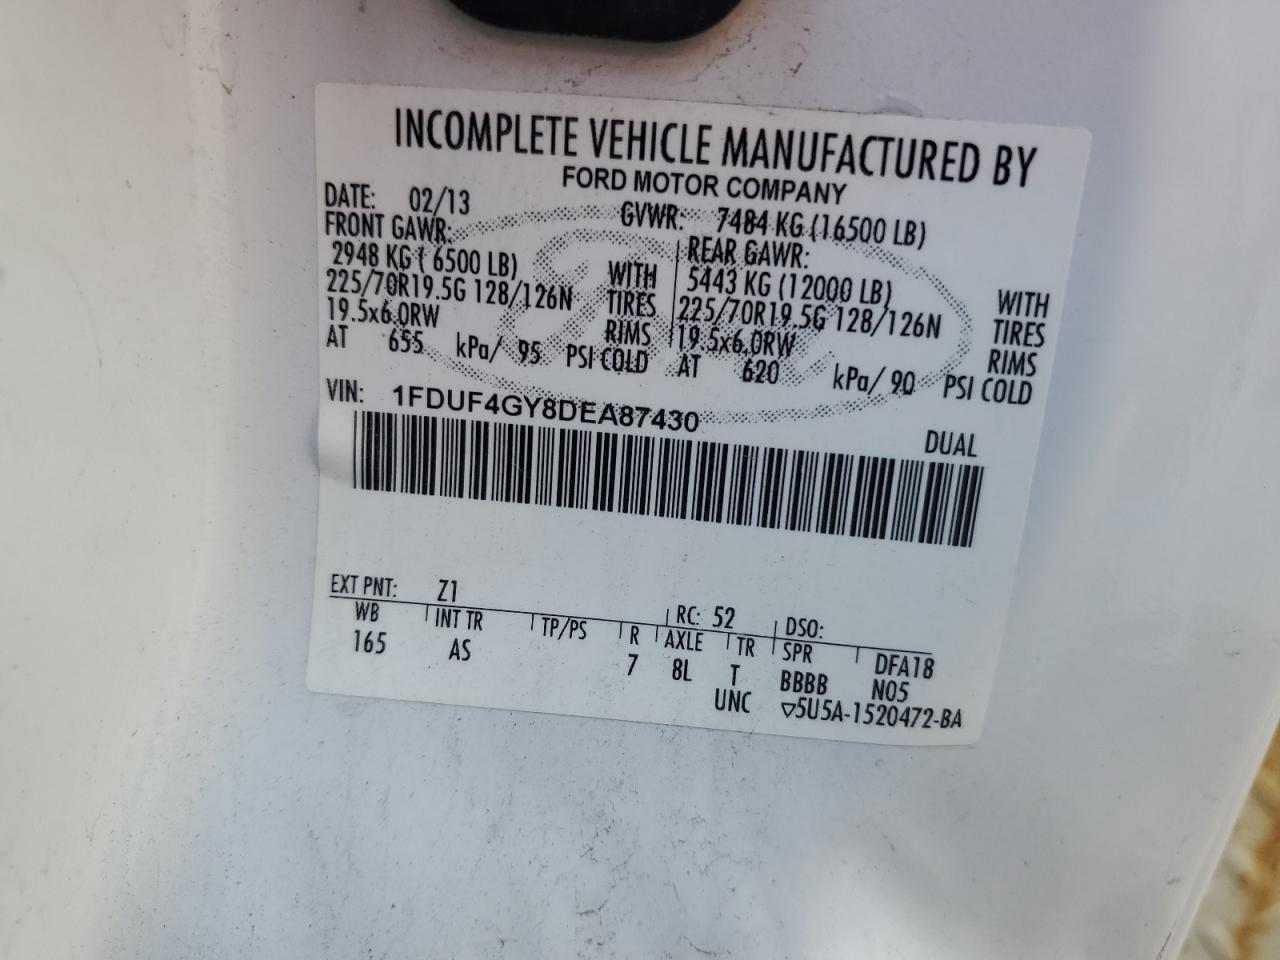 INCOMPLETE VEHICLE MANUFACTURED BY
FORD MOTOR COMPANY
DATE: 02/13 GVWR: 7484 KG (16500 LB)
FRONT GAWR: REAR GAWR:
2948 KG ( 6500 LB) WITH 5443 KG (12000 LB) WITH
225/70R19.5G 128/126N TIRES 225/70R19.5G 128/126N TIRES
19.5x6.0RW RIMS 19.5x6.0RW RIMS
AT 655 kPa/ 95 PSI COLD AT 620 kPa/ 90 PSI COLD
VIN: 1FDUF4GY8DEA87430
DUAL
EXT PNT: Z1 RC: 52 DSO:
WB INT TR TP/PS R AXLE TR SPR DFA18
165 AS 7 8L T BBBB N05
UNC ▽5U5A-1520472-BA